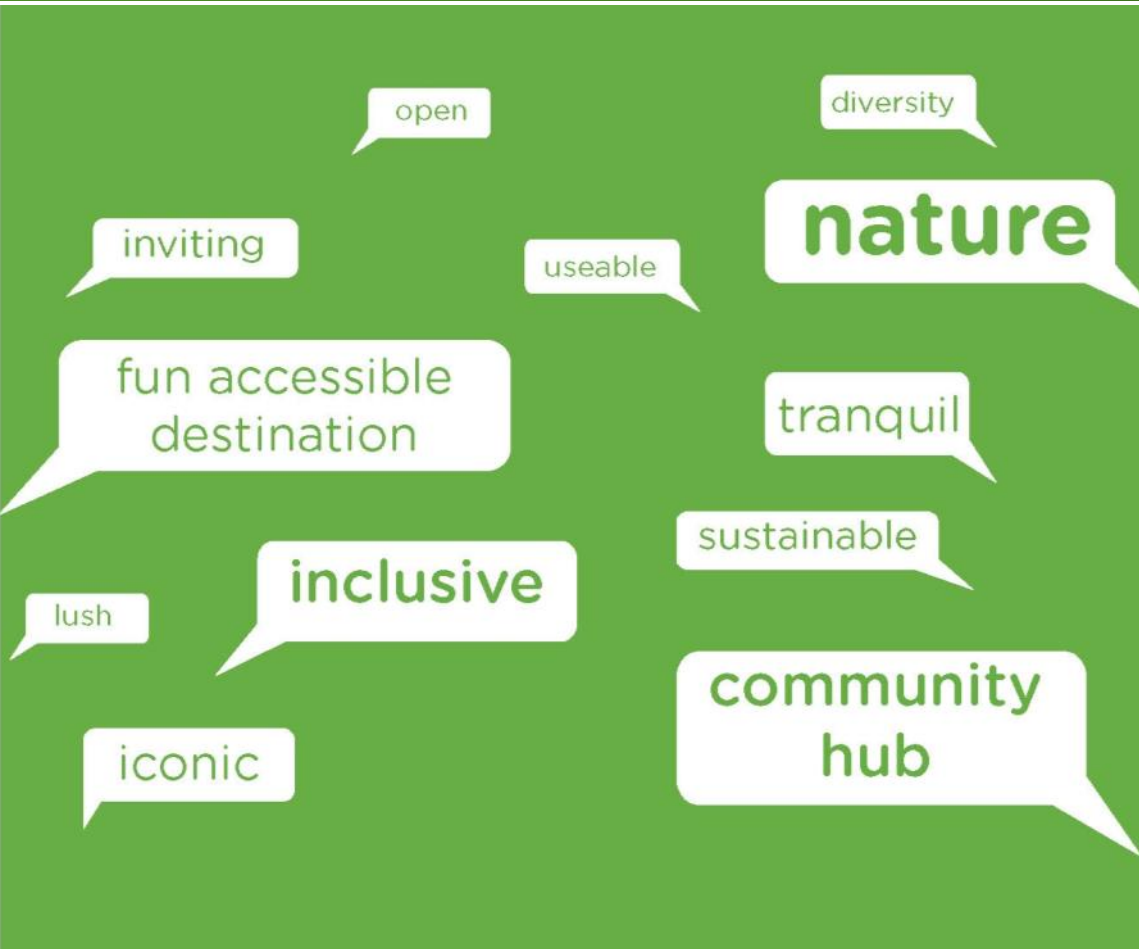 open
diversity
nature
inviting
useable
fun accessible
destination
tranquil
sustainable
inclusive
lush
community
hub
iconic